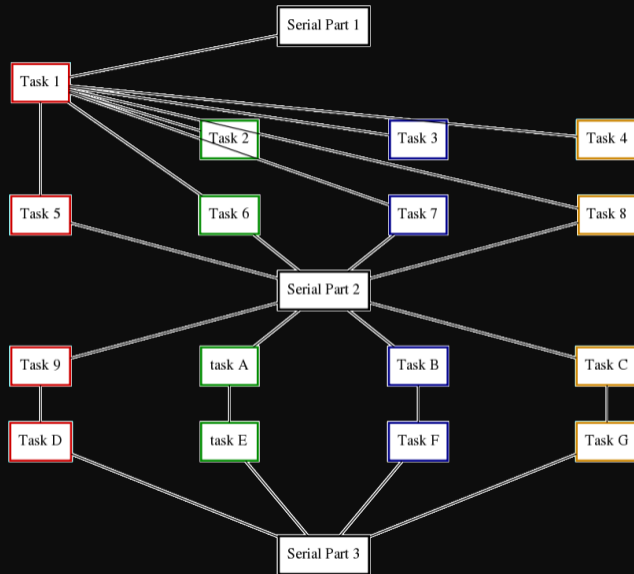 Serial Part 1
Task 1
Task 2
Task 3
Task 4
Task 5
Task 6
Task 7
Task 8
Serial Part 2
Task 9
task A
Task B
Task C
Task D
task E
Task F
Task G
Serial Part 3